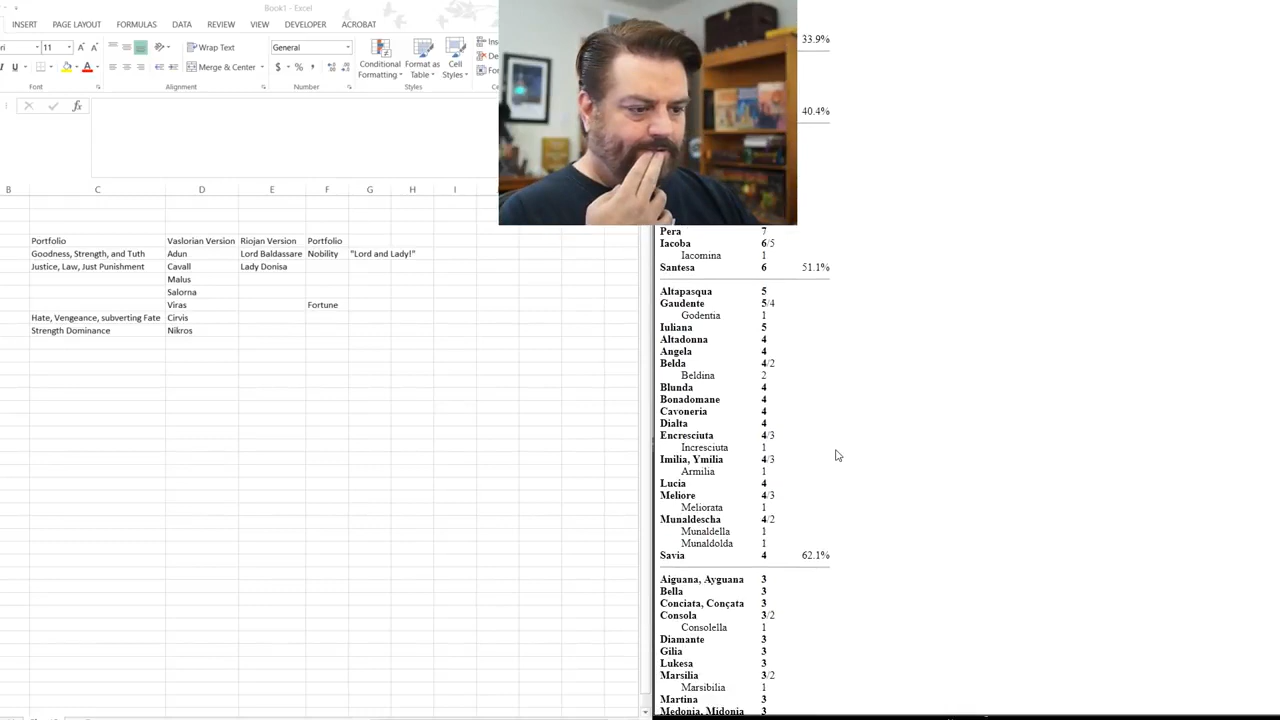 Book1 - Excel
INSERT PAGE LAYOUT FORMULAS DATA REVIEW VIEW DEVELOPER ACROBAT
11 A A Wrap Text General
U A Merge & Center $ % Conditional Formatting Format as Table Cell Styles
Font Alignment Number Styles
fx
B C D E F G H I
Portfolio Vaslorian Version Riojan Version Portfolio
Goodness, Strength, and Tuth Adun Lord Baldassare Nobility "Lord and Lady!"
Justice, Law, Just Punishment Cavall Lady Donisa
Malus
Salorna
Viras Fortune
Hate, Vengeance, subverting Fate Cirvis
Strength Dominance Nikros
33.9%
40.4%
Pera 7
Iacoba 6/5
Iacomina 1
Santesa 6 51.1%
Altapasqua 5
Gaudente 5/4
Godentia 1
Iuliana 5
Altadonna 4
Angela 4
Belda 4/2
Beldina 2
Blunda 4
Bonadomane 4
Cavoneria 4
Dialta 4
Encresciuta 4/3
Incresciuta 1
Imilia, Ymilia 4/3
Armilia 1
Lucia 4
Meliore 4/3
Meliorata 1
Munaldescha 4/2
Munaldella 1
Munaldolda 1
Savia 4 62.1%
Aiguana, Ayguana 3
Bella 3
Conciata, Conçata 3
Consola 3/2
Consolella 1
Diamante 3
Gilia 3
Lukesa 3
Marsilia 3/2
Marsibilia 1
Martina 3
Medonia, Midonia 3